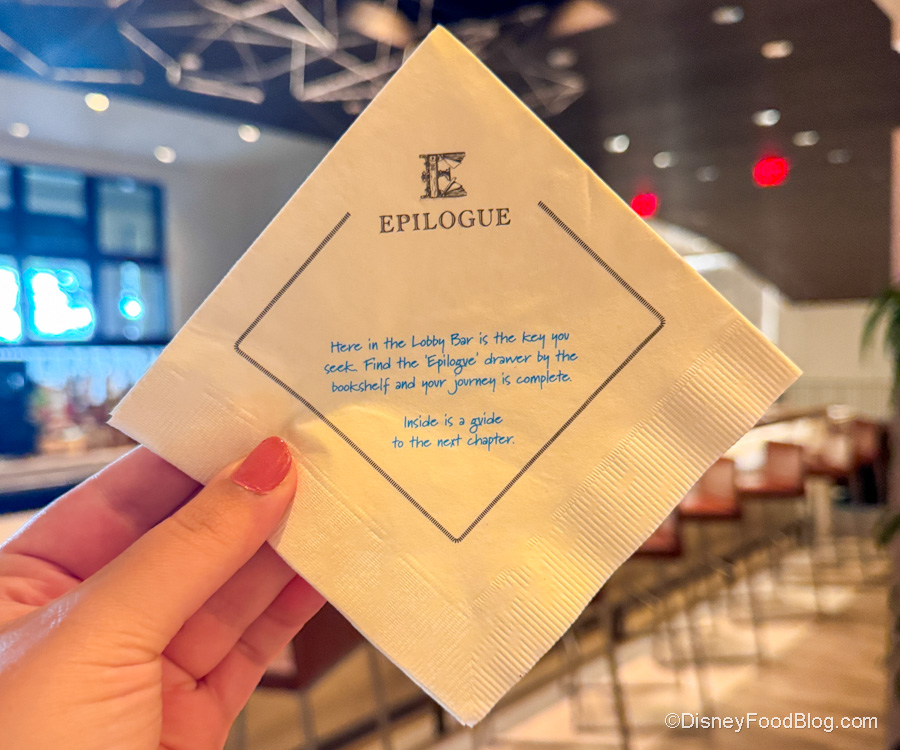 E
EPILOGUE
Here in the Lobby Bar is the key you
seek. Find the 'Epilogue' drawer by the
bookshelf and your journey is complete.
Inside is a guide
to the next chapter.
©DisneyFoodBlog.com